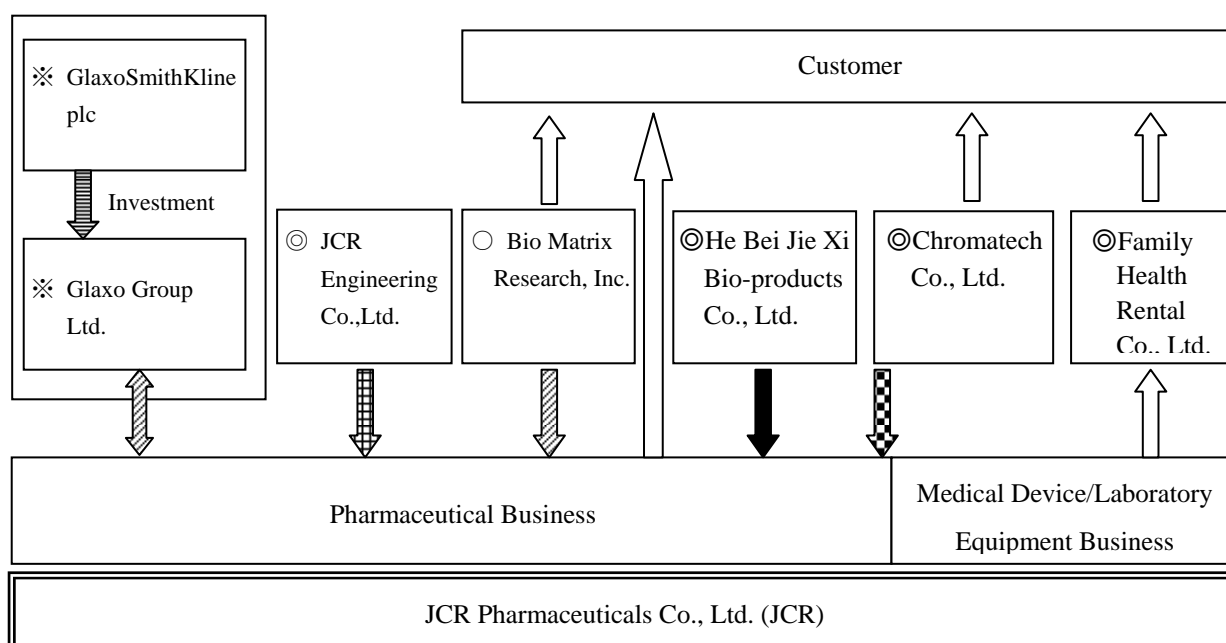 ※ GlaxoSmithKline
plc
Investment
※ Glaxo Group
Ltd.
Customer
◎ JCR
Engineering
Co.,Ltd.
○ Bio Matrix
Research, Inc.
◎He Bei Jie Xi
Bio-products
Co., Ltd.
◎Chromatech
Co., Ltd.
◎Family
Health
Rental
Co., Ltd.
Pharmaceutical Business
Medical Device/Laboratory
Equipment Business
JCR Pharmaceuticals Co., Ltd. (JCR)